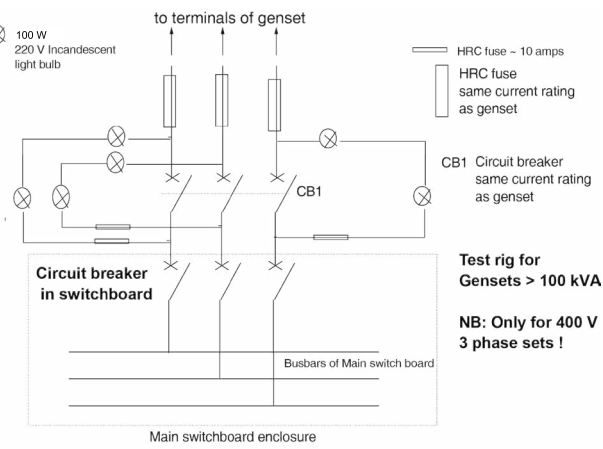 to terminals of genset
100 W
220 V Incandescent
light bulb
HRC fuse ~ 10 amps
HRC fuse
same current rating
as genset
CB1 Circuit breaker
same current rating
as genset
CB1
Circuit breaker
in switchboard
Test rig for
Gensets > 100 kVA
NB: Only for 400 V
3 phase sets !
Busbars of Main switch board
Main switchboard enclosure